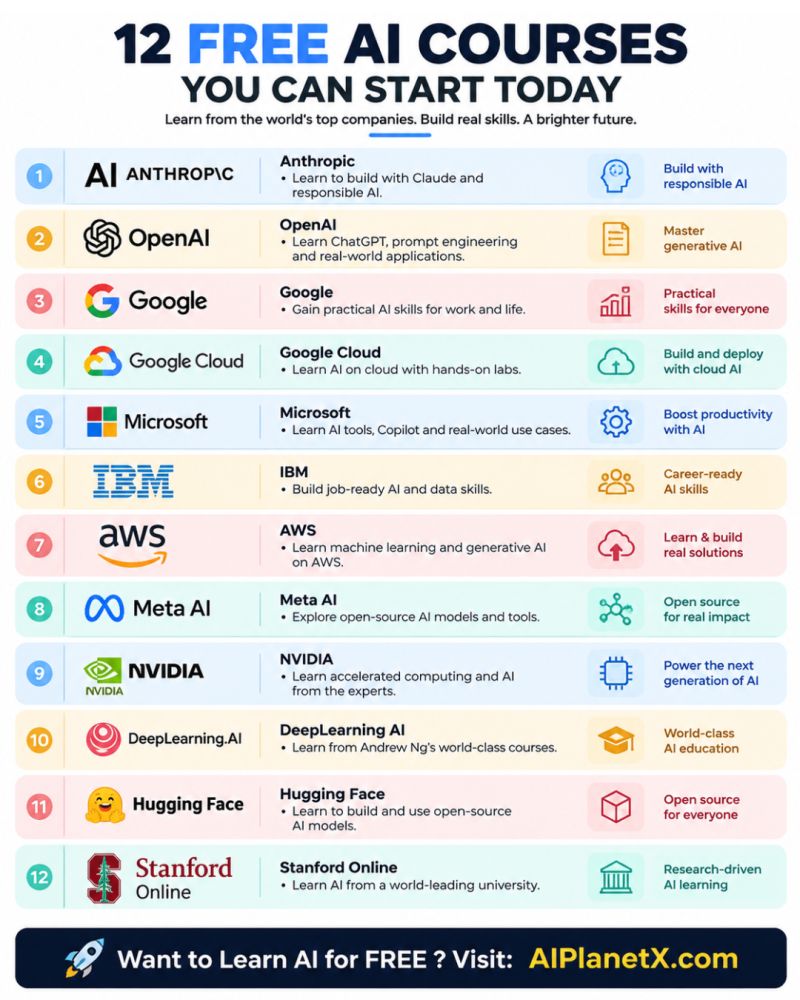 12 FREE AI COURSES
YOU CAN START TODAY
Learn from the world's top companies. Build real skills. A brighter future.
1
AI ANTHROP\C
Anthropic
• Learn to build with Claude and
responsible AI.
Build with
responsible AI
2
OpenAI
OpenAI
• Learn ChatGPT, prompt engineering
and real-world applications.
Master
generative AI
3
Google
Google
• Gain practical AI skills for work and life.
Practical
skills for everyone
4
Google Cloud
Google Cloud
• Learn AI on cloud with hands-on labs.
Build and deploy
with cloud AI
5
Microsoft
Microsoft
• Learn AI tools, Copilot and real-world use cases.
Boost productivity
with AI
6
IBM
IBM
• Build job-ready AI and data skills.
Career-ready
AI skills
7
aws
AWS
• Learn machine learning and generative AI
on AWS.
Learn & build
real solutions
8
Meta AI
Meta AI
• Explore open-source AI models and tools.
Open source
for real impact
9
NVIDIA
NVIDIA
NVIDIA
• Learn accelerated computing and AI
from the experts.
Power the next
generation of AI
10
DeepLearning.AI
DeepLearning AI
• Learn from Andrew Ng's world-class courses.
World-class
AI education
11
Hugging Face
Hugging Face
• Learn to build and use open-source
AI models.
Open source
for everyone
12
S
Stanford
Online
Stanford Online
• Learn AI from a world-leading university.
Research-driven
AI learning
Want to Learn AI for FREE ? Visit: AIPlanetX.com